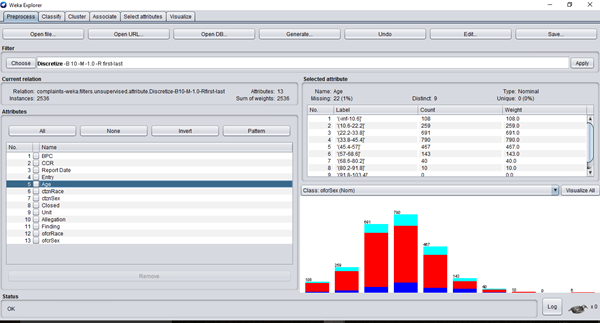 Weka Explorer
Preprocess Classify Cluster Associate Select attributes Visualize
Open file... Open URL... Open DB... Generate... Undo Edit... Save...
Filter
Choose Discretize -B 10 -M -1.0 -R first-last Apply
Current relation
Relation: complaints-weka.filters.unsupervised.attribute.Discretize-B10-M-1.0-Rfirst-last Attributes: 13
Instances: 2536 Sum of weights: 2536
Selected attribute
Name: Age Type: Nominal
Missing: 22 (1%) Distinct: 9 Unique: 0 (0%)
No. Label Count Weight
1 '(-inf-10.6]' 108 108.0
2 '(10.6-22.2]' 259 259.0
3 '(22.2-33.8]' 691 691.0
4 '(33.8-45.4]' 790 790.0
5 '(45.4-57]' 467 467.0
6 '(57-68.6]' 143 143.0
7 '(68.6-80.2]' 40 40.0
8 '(80.2-91.8]' 10 10.0
9 '(91.8-103.4]' 0 0.0
Attributes
All None Invert Pattern
No. Name
1 BPC
2 CCR
3 Report Date
4 Entry
5 Age
6 ctznRace
7 ctznSex
8 Closed
9 Unit
10 Allegation
11 Finding
12 ofcrRace
13 ofcrSex
Remove
Class: ofcrSex (Nom) Visualize All
108 259 691 790 467 143 40 10 0 6
Status
OK Log x 0